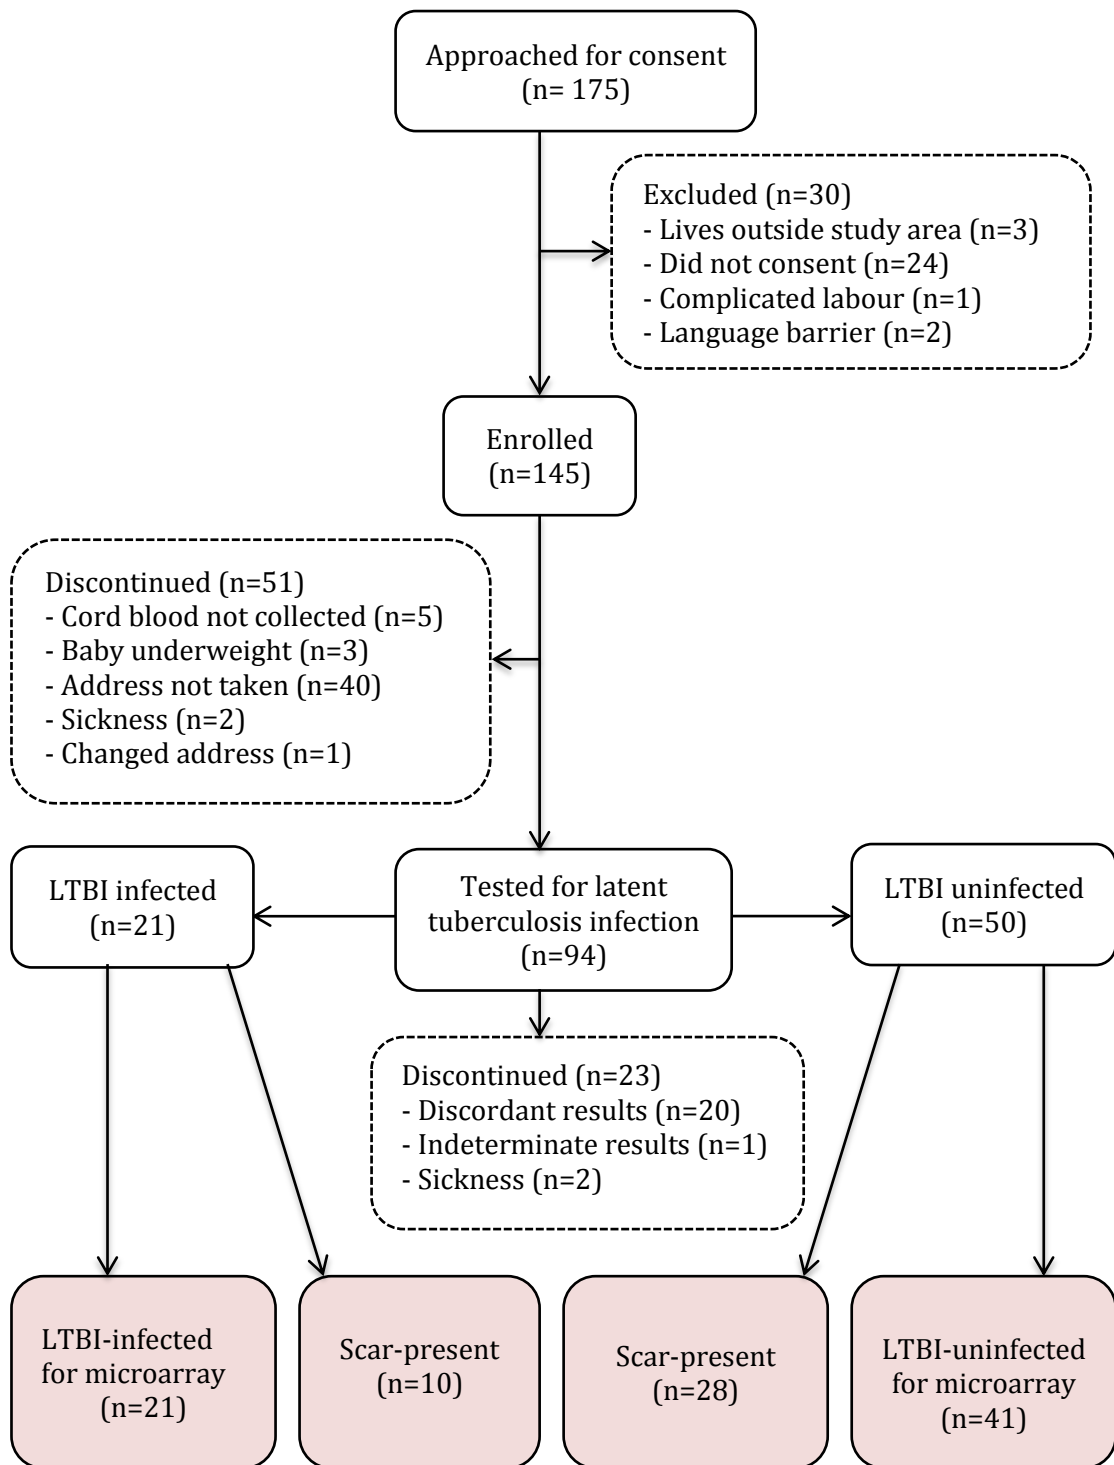 Approached for consent
(n= 175)
Excluded (n=30)
- Lives outside study area (n=3)
- Did not consent (n=24)
- Complicated labour (n=1)
- Language barrier (n=2)
Enrolled
(n=145)
Discontinued (n=51)
- Cord blood not collected (n=5)
- Baby underweight (n=3)
- Address not taken (n=40)
- Sickness (n=2)
- Changed address (n=1)
LTBI infected
(n=21)
Tested for latent
tuberculosis infection
(n=94)
LTBI uninfected
(n=50)
Discontinued (n=23)
- Discordant results (n=20)
- Indeterminate results (n=1)
- Sickness (n=2)
LTBI-infected
for microarray
(n=21)
Scar-present
(n=10)
Scar-present
(n=28)
LTBI-uninfected
for microarray
(n=41)